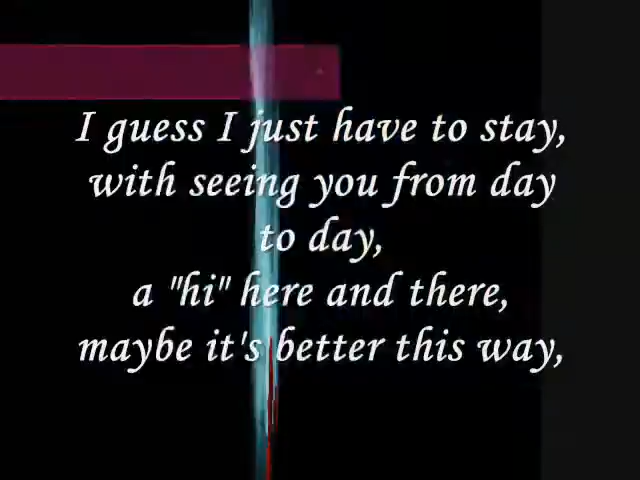 I guess I just have to stay,
with seeing you from day
to day,
a "hi" here and there,
maybe it's better this way,